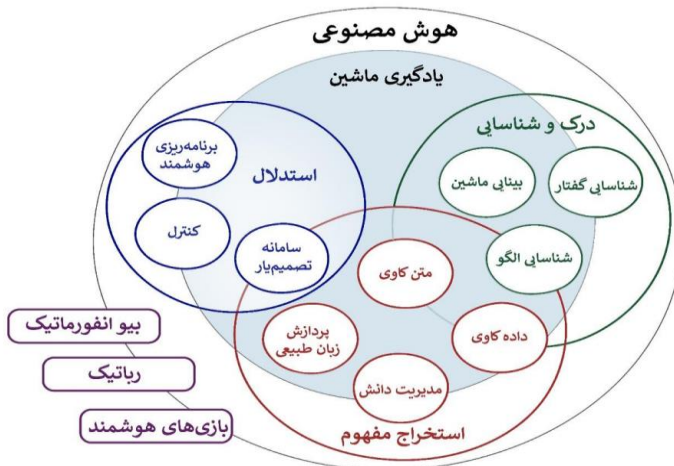 هوش مصنوعی
یادگیری ماشین
درک و شناسایی
شناسایی گفتار
بینایی ماشین
شناسایی الگو
استدلال
برنامه‌ریزی
هوشمند
کنترل
سامانه
تصمیم‌یار
متن کاوی
داده کاوی
پردازش
زبان طبیعی
مدیریت دانش
استخراج مفهوم
بیو انفورماتیک
رباتیک
بازی‌های هوشمند